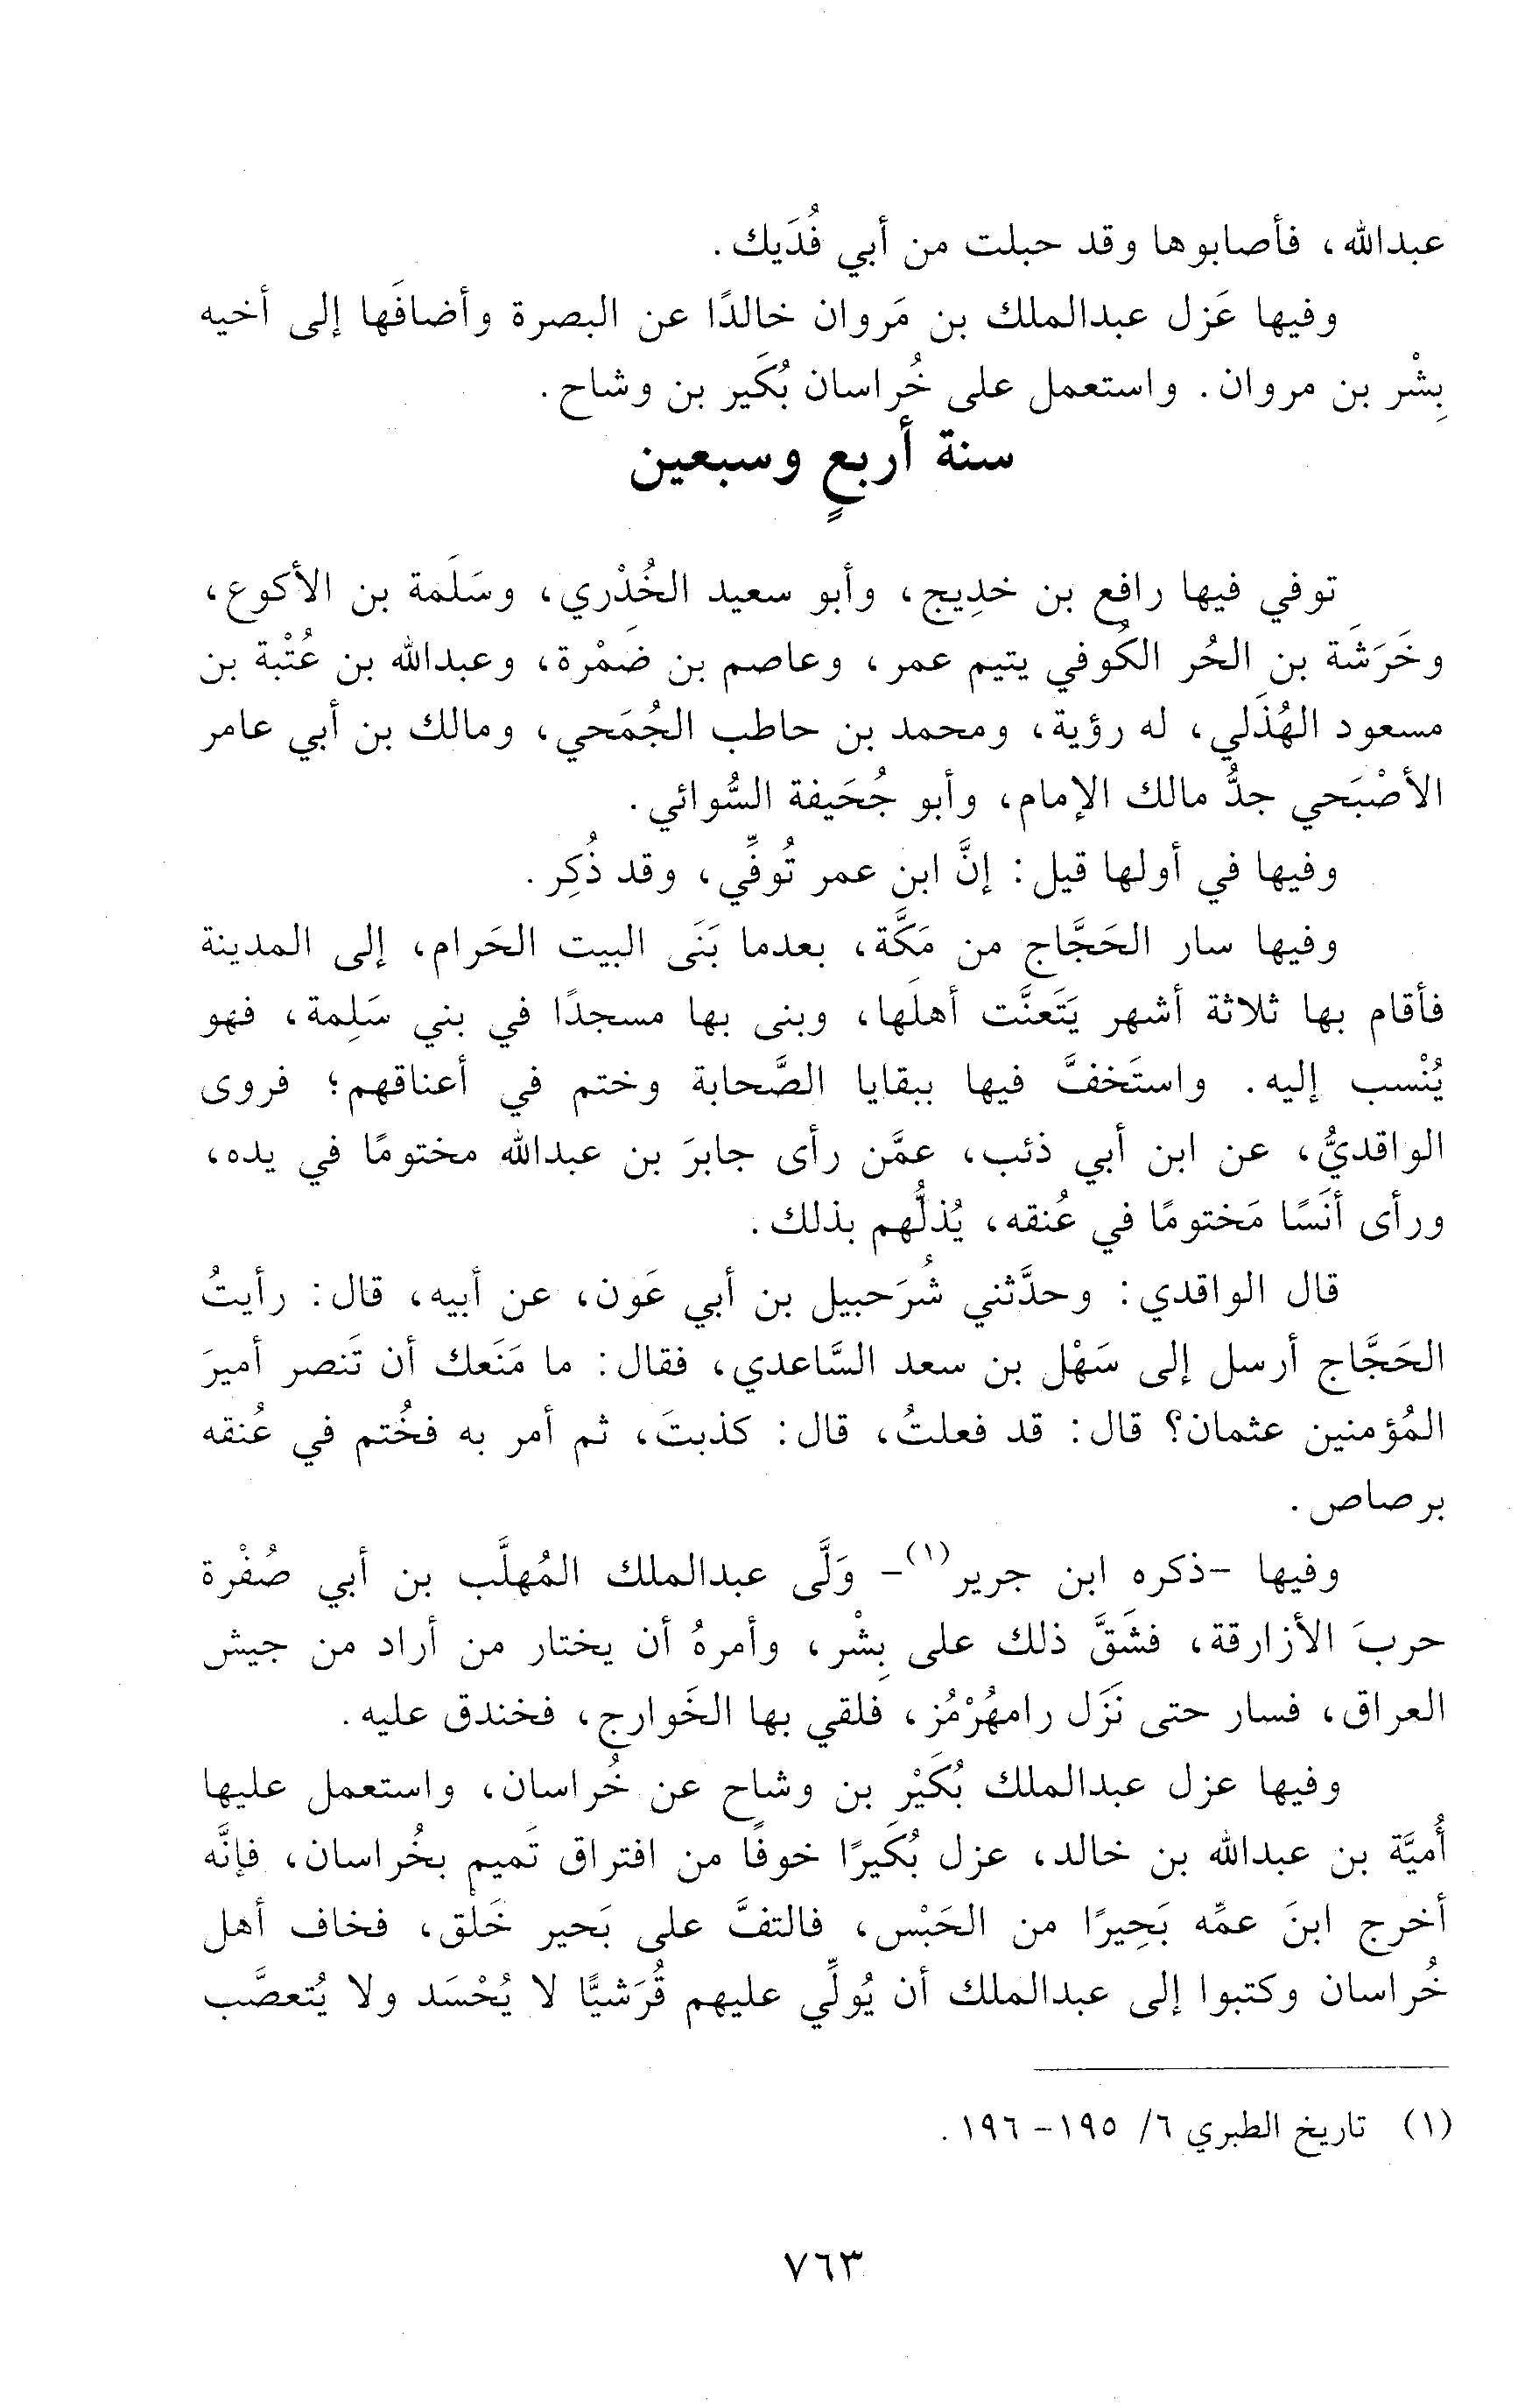 عبدالله، فأصابوها وقد حبلت من أبي فُدَيك.
وفيها عَزل عبدالملك بن مَروان خالدًا عن البصرة وأضافَها إلى أخيه
بِشْر بن مروان. واستعمل على خُراسان بُكَير بن وشاح.
سنة أربعٍ وسبعين
توفي فيها رافع بن خدِيج، وأبو سعيد الخُدْري، وسَلَمة بن الأكوع،
وخَرَشَة بن الحُر الكُوفي يتيم عمر، وعاصم بن ضَمْرة، وعبدالله بن عُتْبة بن
مسعود الهُذَلي، له رؤية، ومحمد بن حاطب الجُمَحي، ومالك بن أبي عامر
الأصْبَحي جدُّ مالك الإمام، وأبو جُحَيفة السُّوائي.
وفيها في أولها قيل: إنَّ ابن عمر تُوفِّي، وقد ذُكِر.
وفيها سار الحَجَّاج من مَكَّة، بعدما بَنَى البيت الحَرام، إلى المدينة
فأقام بها ثلاثة أشهر يَتَعنَّت أهلَها، وبنى بها مسجدًا في بني سَلِمة، فهو
يُنْسب إليه. واستَخفَّ فيها ببقايا الصَّحابة وختم في أعناقهم؛ فروى
الواقديُّ، عن ابن أبي ذئب، عمَّن رأى جابرَ بن عبدالله مختومًا في يده،
ورأى أنَسًا مَختومًا في عُنقه، يُذلُّهم بذلك.
قال الواقدي: وحدَّثني شُرَحبيل بن أبي عَون، عن أبيه، قال: رأيتُ
الحَجَّاج أرسل إلى سَهْل بن سعد السَّاعدي، فقال: ما مَنَعك أن تَنصر أميرَ
المُؤمنين عثمان؟ قال: قد فعلتُ، قال: كذبتَ، ثم أمر به فخُتم في عُنقه
برصاص.
وفيها -ذكره ابن جرير(١)- وَلَّى عبدالملك المُهلَّب بن أبي صُفْرة
حربَ الأزارقة، فشَقَّ ذلك على بِشْر، وأمرهُ أن يختار من أراد من جيش
العراق، فسار حتى نَزَل رامهُرْمُز، فلقي بها الخَوارج، فخندق عليه.
وفيها عزل عبدالملك بُكَيْر بن وشاح عن خُراسان، واستعمل عليها
أُميَّة بن عبدالله بن خالد، عزل بُكَيرًا خوفًا من افتراق تَميم بخُراسان، فإنَّه
أخرج ابنَ عمِّه بَحِيرًا من الحَبْس، فالتفَّ على بَحير خَلْق، فخاف أهل
خُراسان وكتبوا إلى عبدالملك أن يُولِّي عليهم قُرَشيًّا لا يُحْسَد ولا يُتعصَّب
(١) تاريخ الطبري ٦/ ١٩٥- ١٩٦.
٧٦٣